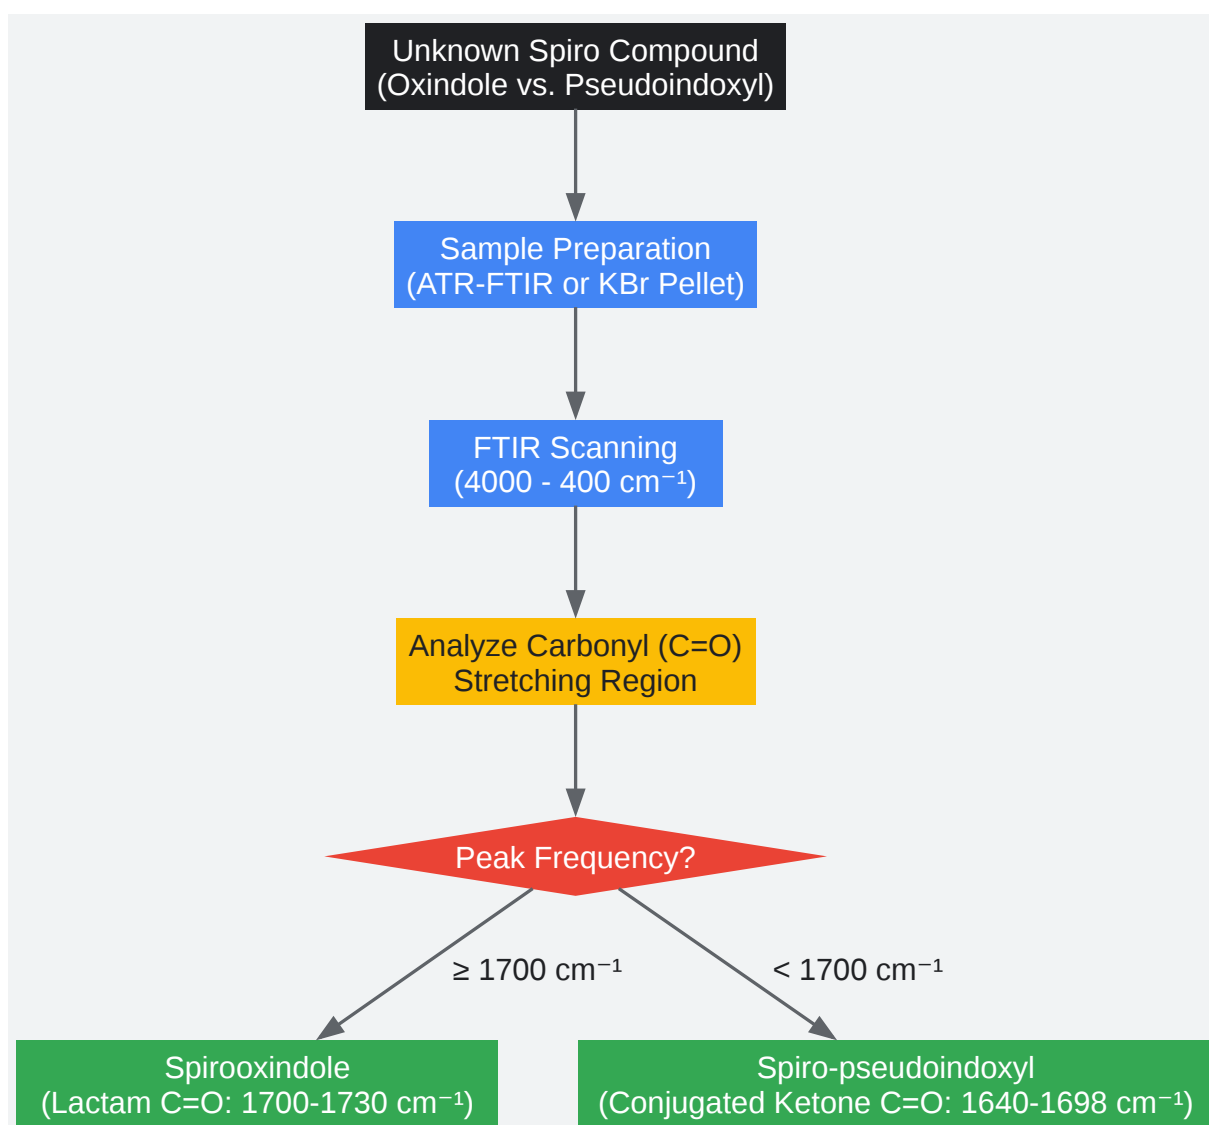 Unknown Spiro Compound
(Oxindole vs. Pseudoindoxyl)
Sample Preparation
(ATR-FTIR or KBr Pellet)
FTIR Scanning
(4000 - 400 cm⁻¹)
Analyze Carbonyl (C=O)
Stretching Region
Peak Frequency?
≥ 1700 cm⁻¹
< 1700 cm⁻¹
Spirooxindole
(Lactam C=O: 1700-1730 cm⁻¹)
Spiro-pseudoindoxyl
(Conjugated Ketone C=O: 1640-1698 cm⁻¹)